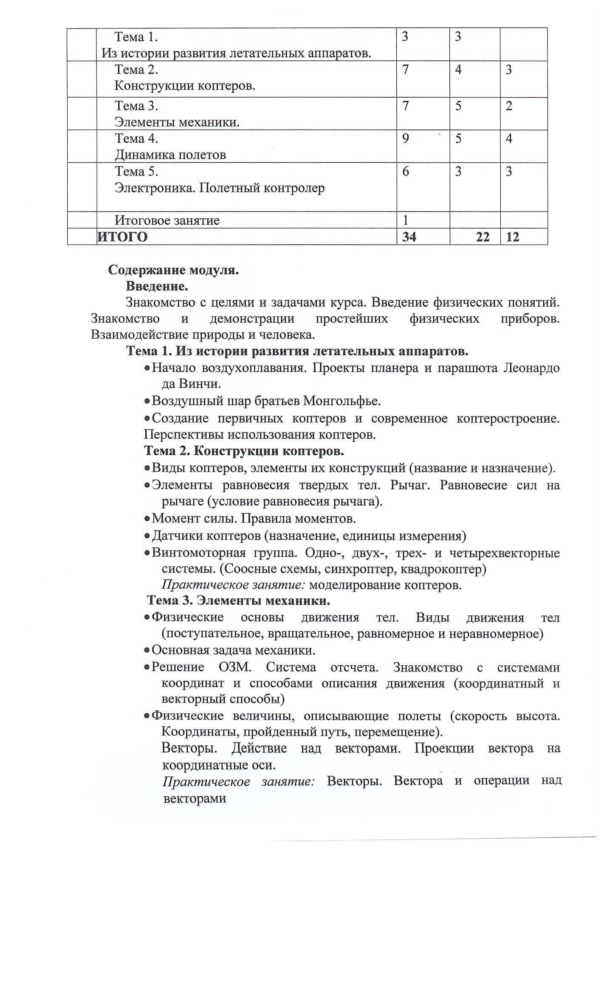 Тема 1.
3
3
Из истории развития летательных аппаратов.
Тема 2.
7
4
3
Конструкции коптеров.
Тема 3.
7
5
2
Элементы механики.
Тема 4.
9
5
4
Динамика полетов
Тема 5.
6
3
3
Электроника. Полетный контролер
Итоговое занятие
1
ИТОГО
34
22
12
Содержание модуля.
Введение.
Знакомство с целями и задачами курса. Введение физических понятий.
Знакомство и демонстрации простейших физических приборов.
Взаимодействие природы и человека.
Тема 1. Из истории развития летательных аппаратов.
•Начало воздухоплавания. Проекты планера и парашюта Леонардо
да Винчи.
•Воздушный шар братьев Монгольфье.
•Создание первичных коптеров и современное коптеростроение.
Перспективы использования коптеров.
Тема 2. Конструкции коптеров.
•Виды коптеров, элементы их конструкций (название и назначение).
•Элементы равновесия твердых тел. Рычаг. Равновесие сил на
рычаге (условие равновесия рычага).
•Момент силы. Правила моментов.
•Датчики коптеров (назначение, единицы измерения)
•Винтомоторная группа. Одно-, двух-, трех- и четырехвекторные
системы. (Соосные схемы, синхроптер, квадрокоптер)
Практическое занятие: моделирование коптеров.
Тема 3. Элементы механики.
•Физические основы движения тел. Виды движения тел
(поступательное, вращательное, равномерное и неравномерное)
•Основная задача механики.
•Решение ОЗМ. Система отсчета. Знакомство с системами
координат и способами описания движения (координатный и
векторный способы)
•Физические величины, описывающие полеты (скорость высота.
Координаты, пройденный путь, перемещение).
Векторы. Действие над векторами. Проекции вектора на
координатные оси.
Практическое занятие: Векторы. Вектора и операции над
векторами